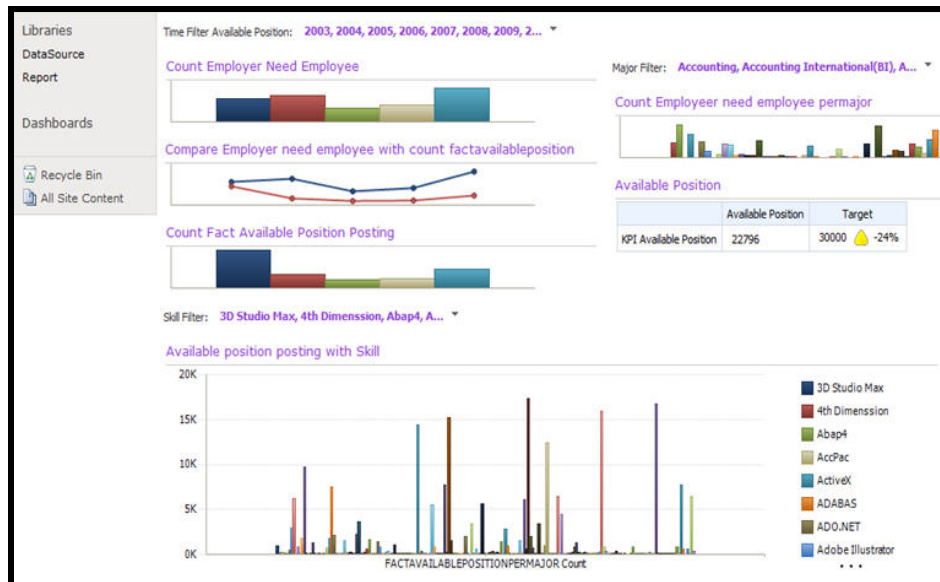 Libraries
DataSource
Report
Dashboards
Recycle Bin
All Site Content
Time Filter Available Position: 2003, 2004, 2005, 2006, 2007, 2008, 2009, 2...
Count Employer Need Employee
Compare Employer need employee with count factavailableposition
Count Fact Available Position Posting
Major Filter: Accounting, Accounting International(BI), A...
Count Employeer need employee permajor
Available Position
Available Position Target
KPI Available Position 22796 30000 -24%
Skill Filter: 3D Studio Max, 4th Dimenssion, Abap4, A...
Available position posting with Skill
20K
15K
10K
5K
0K
FACTAVAILABLEPOSITIONPERMAJOR Count
3D Studio Max
4th Dimenssion
Abap4
AccPac
ActiveX
ADABAS
ADO.NET
Adobe Illustrator
...